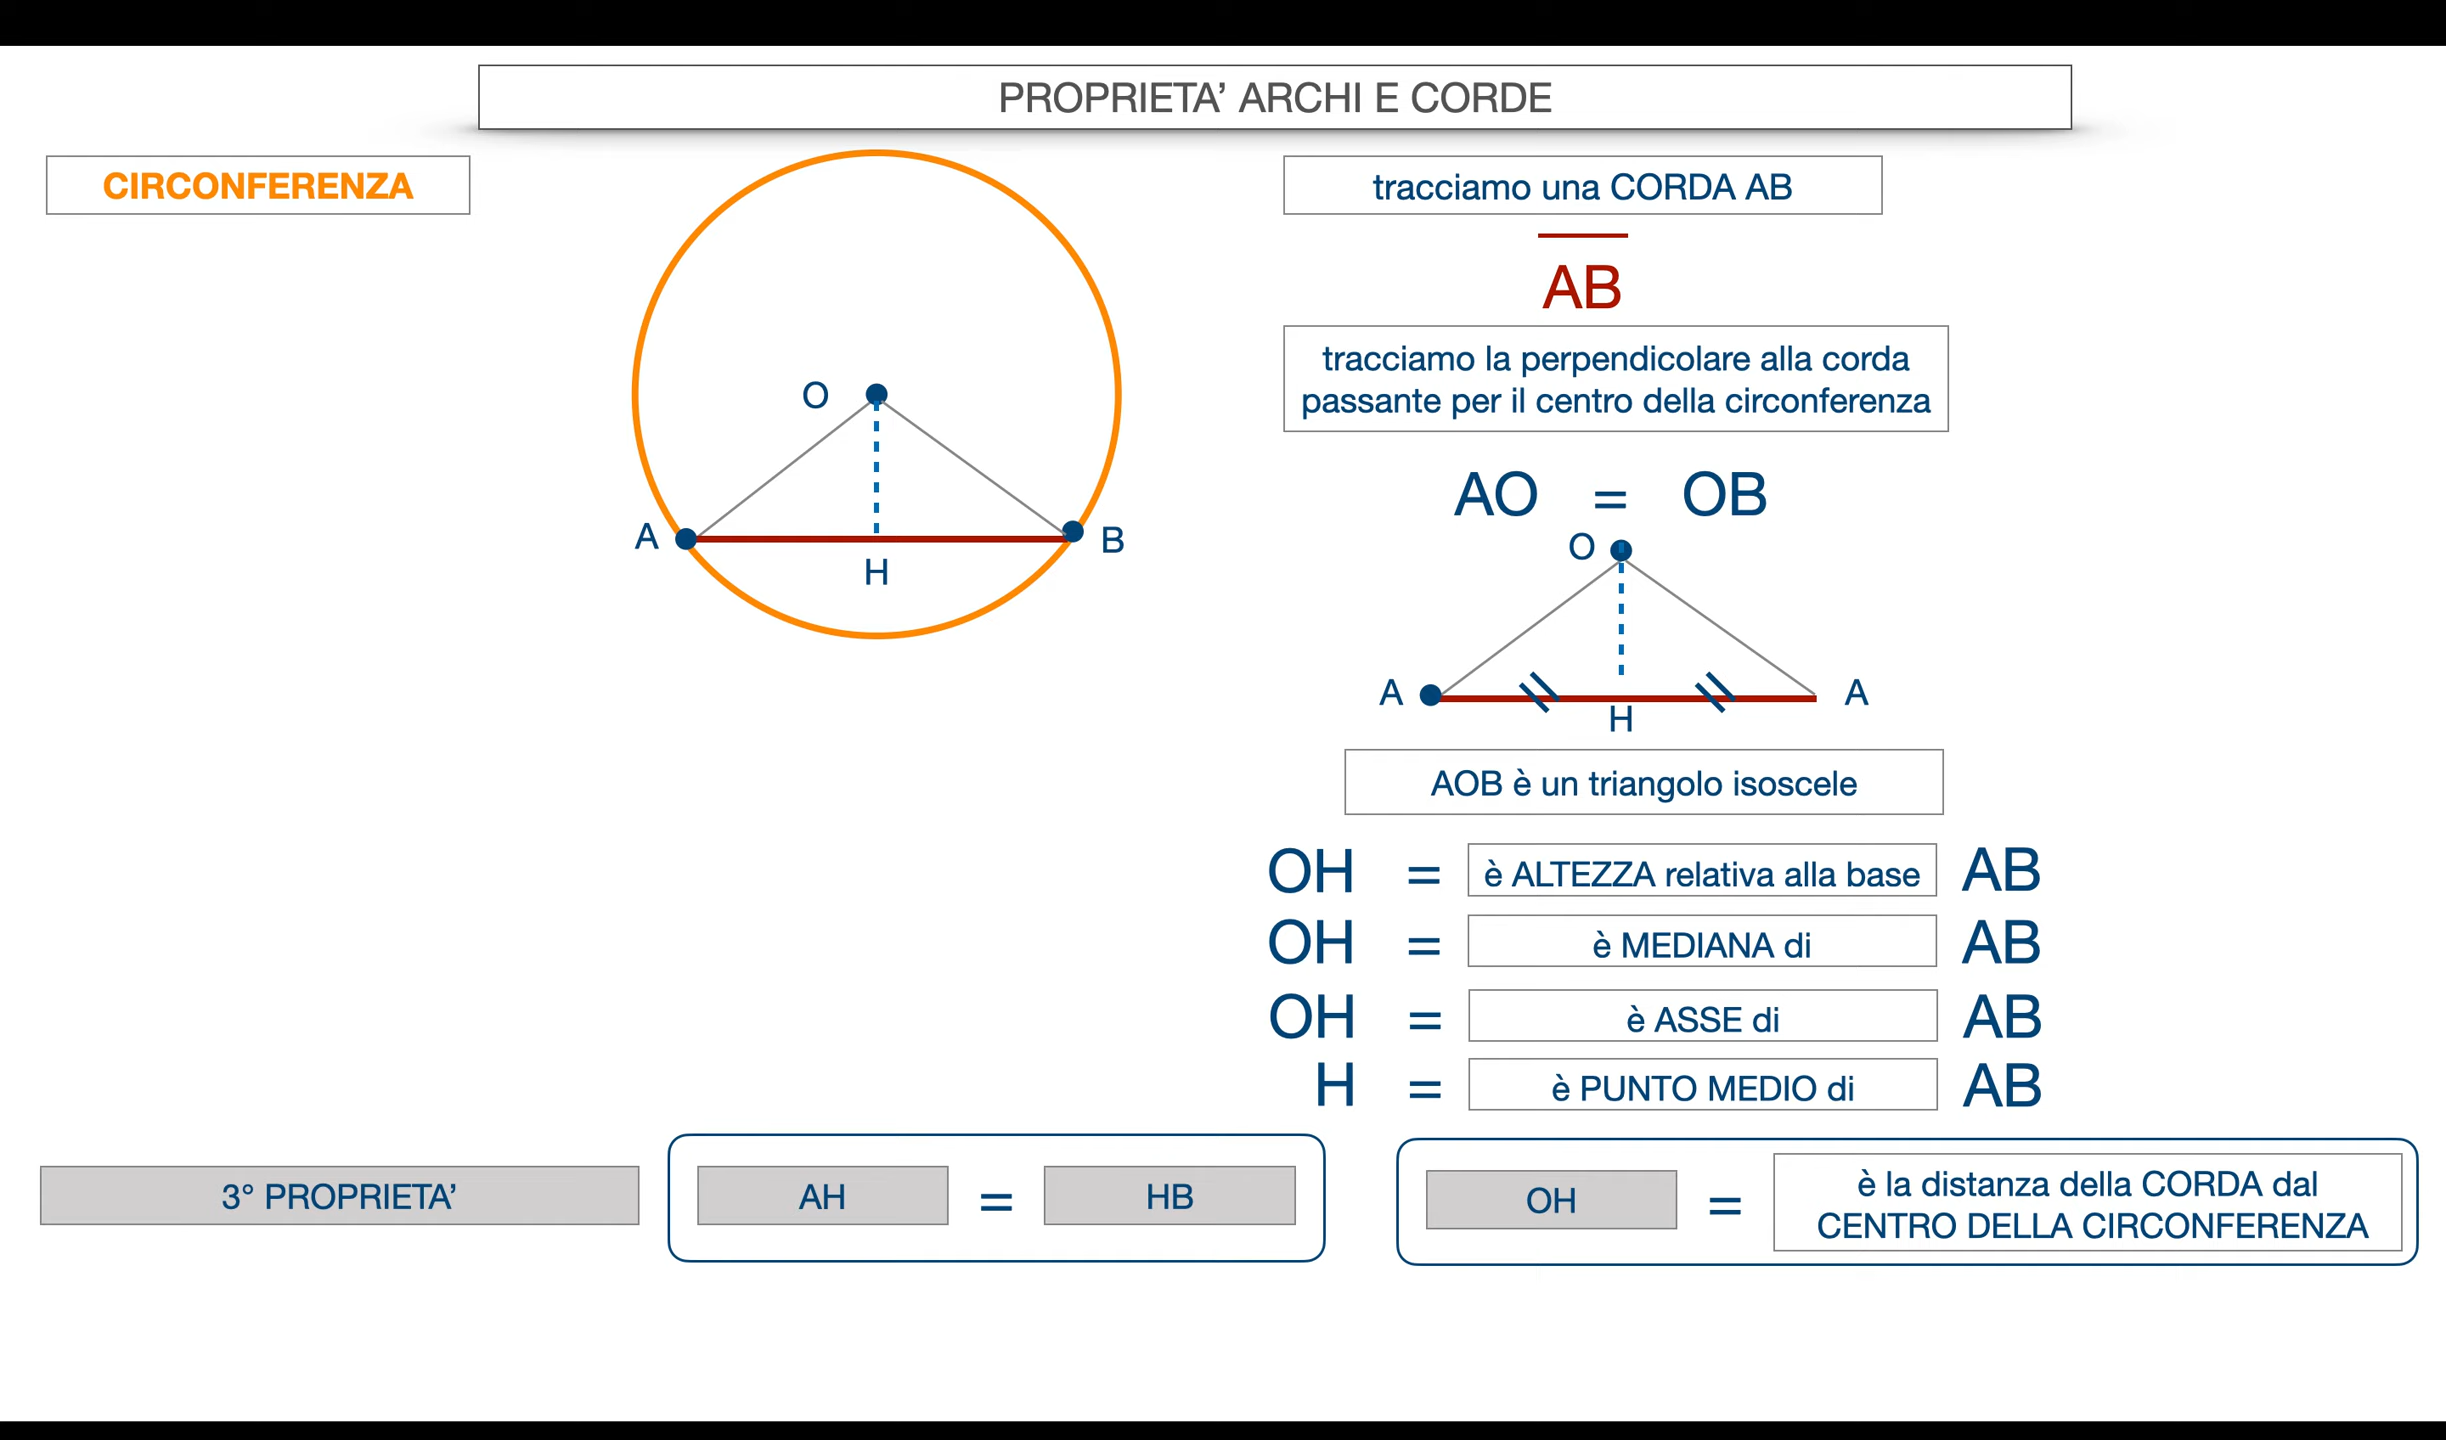 PROPRIETA’ ARCHI E CORDE
CIRCONFERENZA
tracciamo una CORDA AB
AB
tracciamo la perpendicolare alla corda
passante per il centro della circonferenza
O
A
B
H
AO = OB
O
A
A
H
AOB è un triangolo isoscele
OH = è ALTEZZA relativa alla base AB
OH = è MEDIANA di AB
OH = è ASSE di AB
H = è PUNTO MEDIO di AB
3° PROPRIETA’
AH = HB
OH = è la distanza della CORDA dal
CENTRO DELLA CIRCONFERENZA